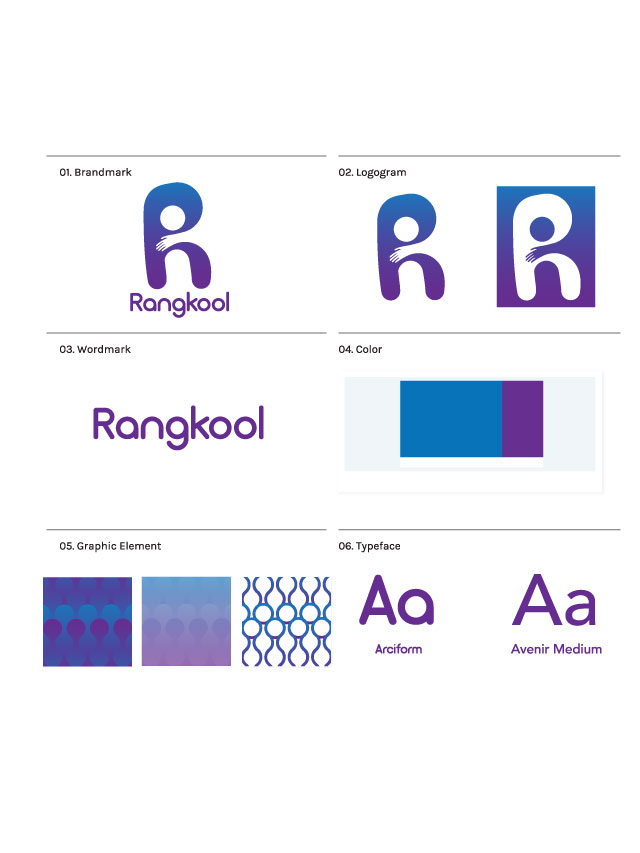 01. Brandmark
Rangkool
02. Logogram
R
R
03. Wordmark
Rangkool
04. Color
05. Graphic Element
06. Typeface
Aa
Arciform
Aa
Avenir Medium